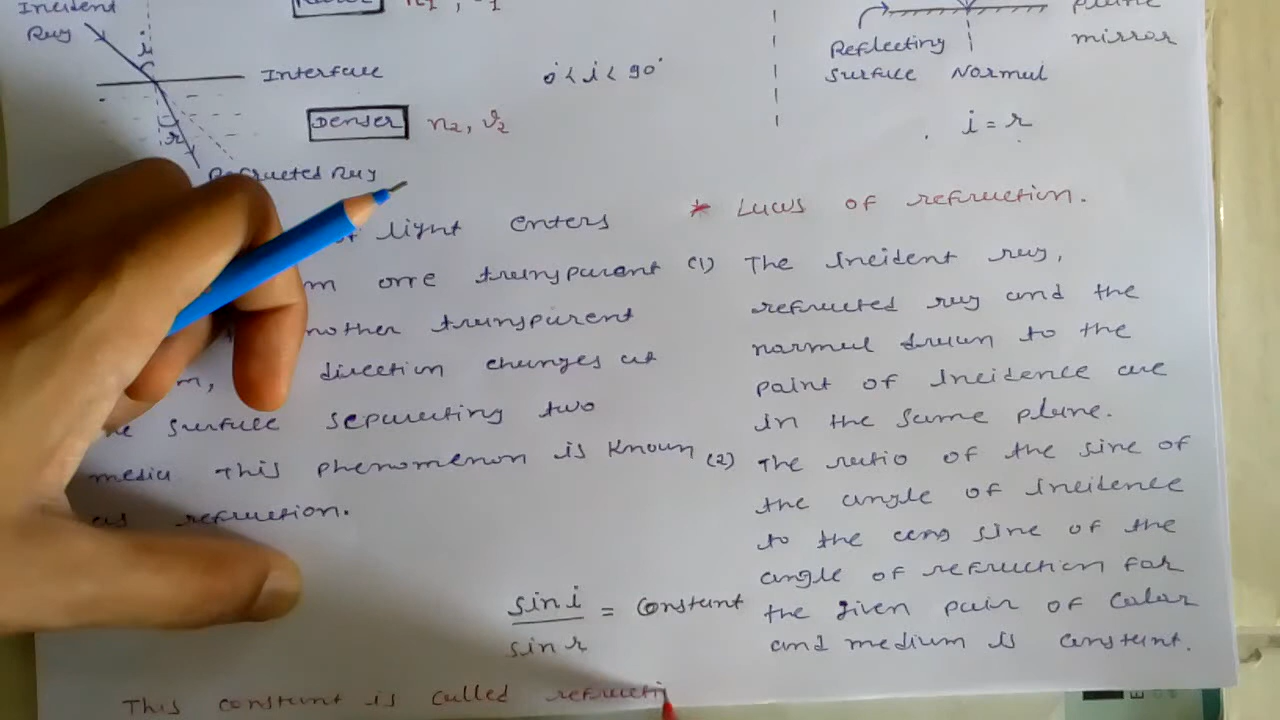 Incident
Ray
i
Interface
0° < i < 90°
Denser n2, v2
r
Refracted Ray
light enters
one transparent
nother transparent
direction changes at
surface separating two
media This phenomenon is known
as refraction.
sin i / sin r = constant
This constant is called refracti
plane
mirror
Reflecting
surface Normal
i = r
* Laws of refraction.
(1) The Incident ray,
refracted ray and the
normal drawn to the
point of Incidence are
in the same plane.
(2) The ratio of the sine of
the angle of Incidence
to the sine of the
angle of refraction for
the given pair of color
and medium is constant.